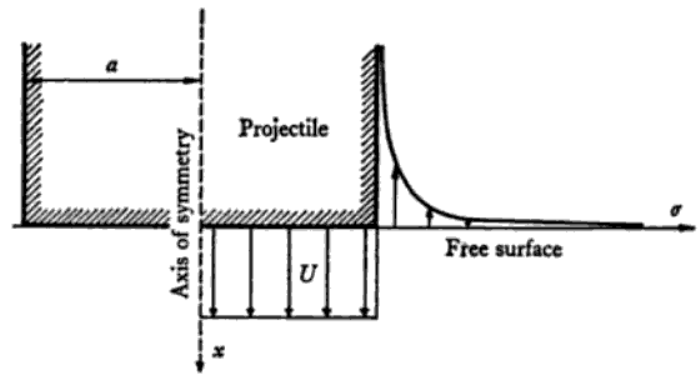 a
Projectile
Axis of symmetry
σ
Free surface
U
x